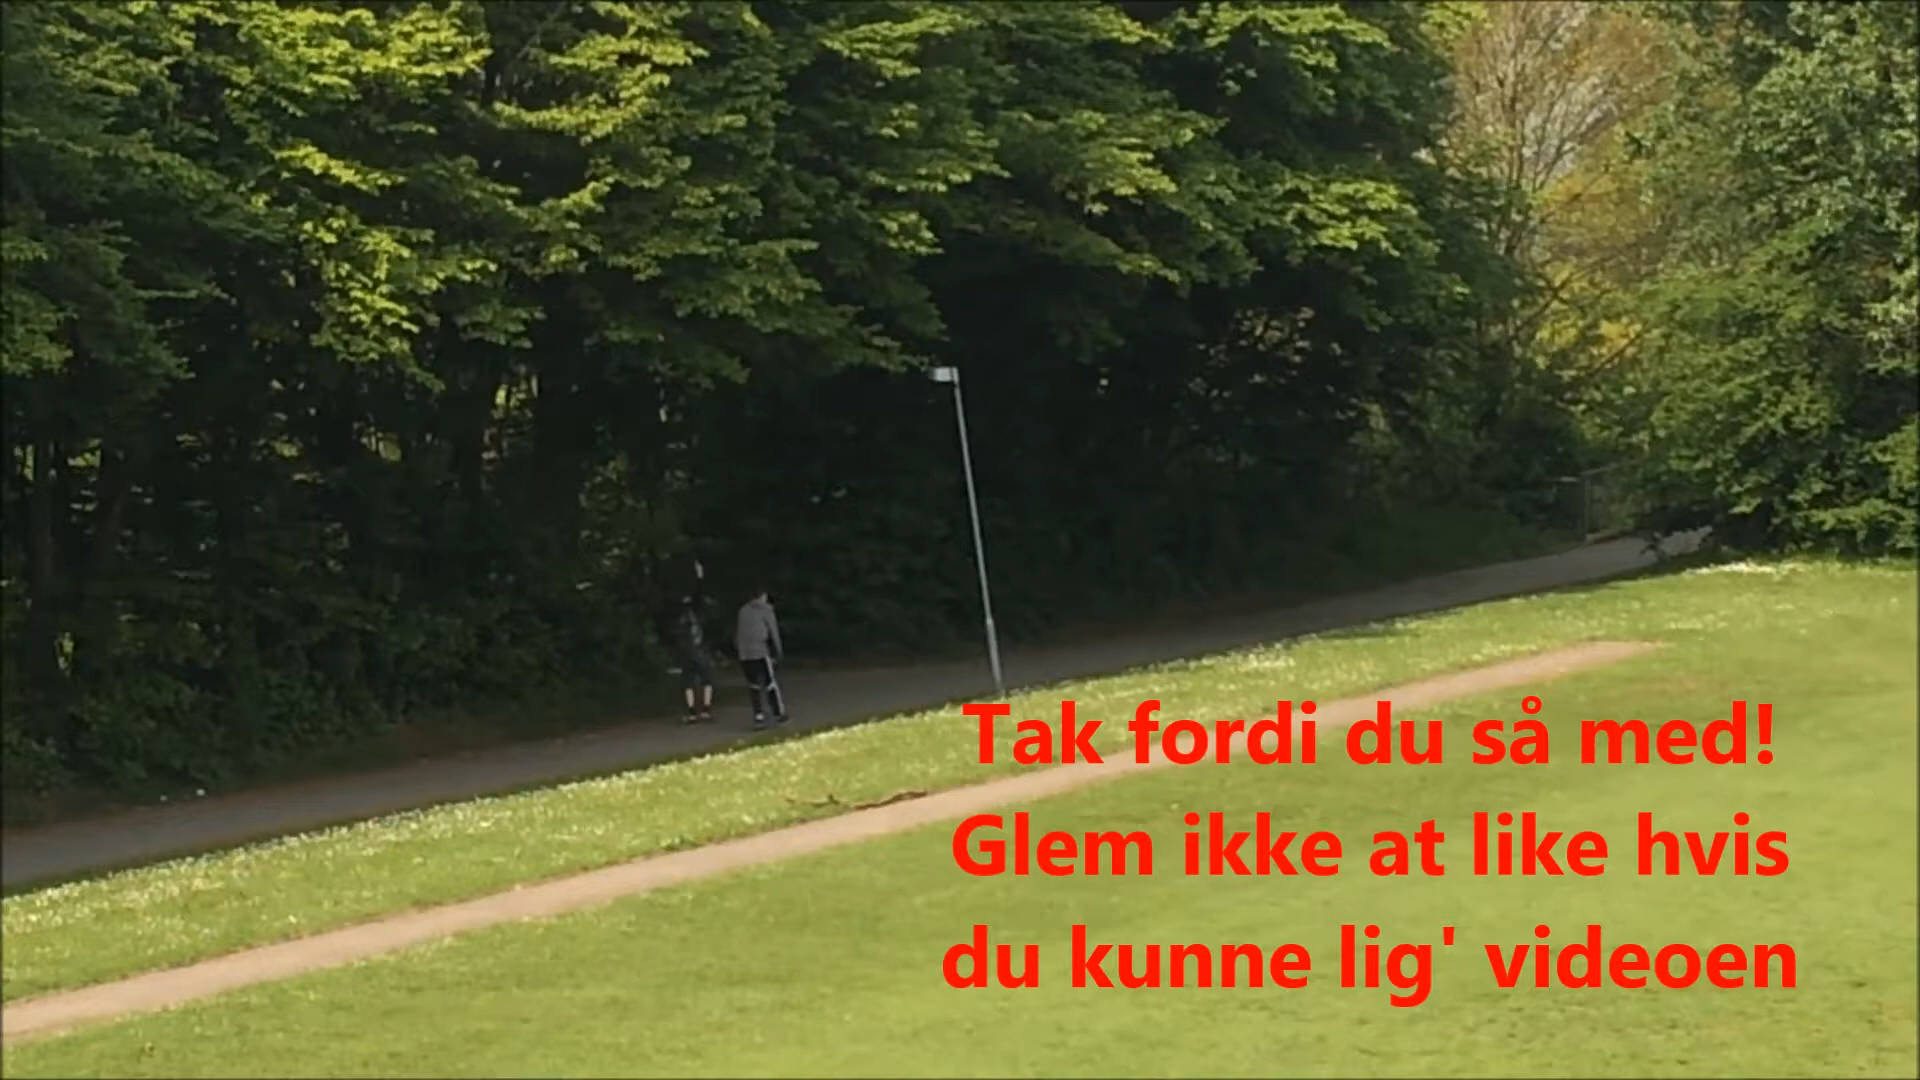 Tak fordi du så med!
Glem ikke at like hvis
du kunne lig' videoen